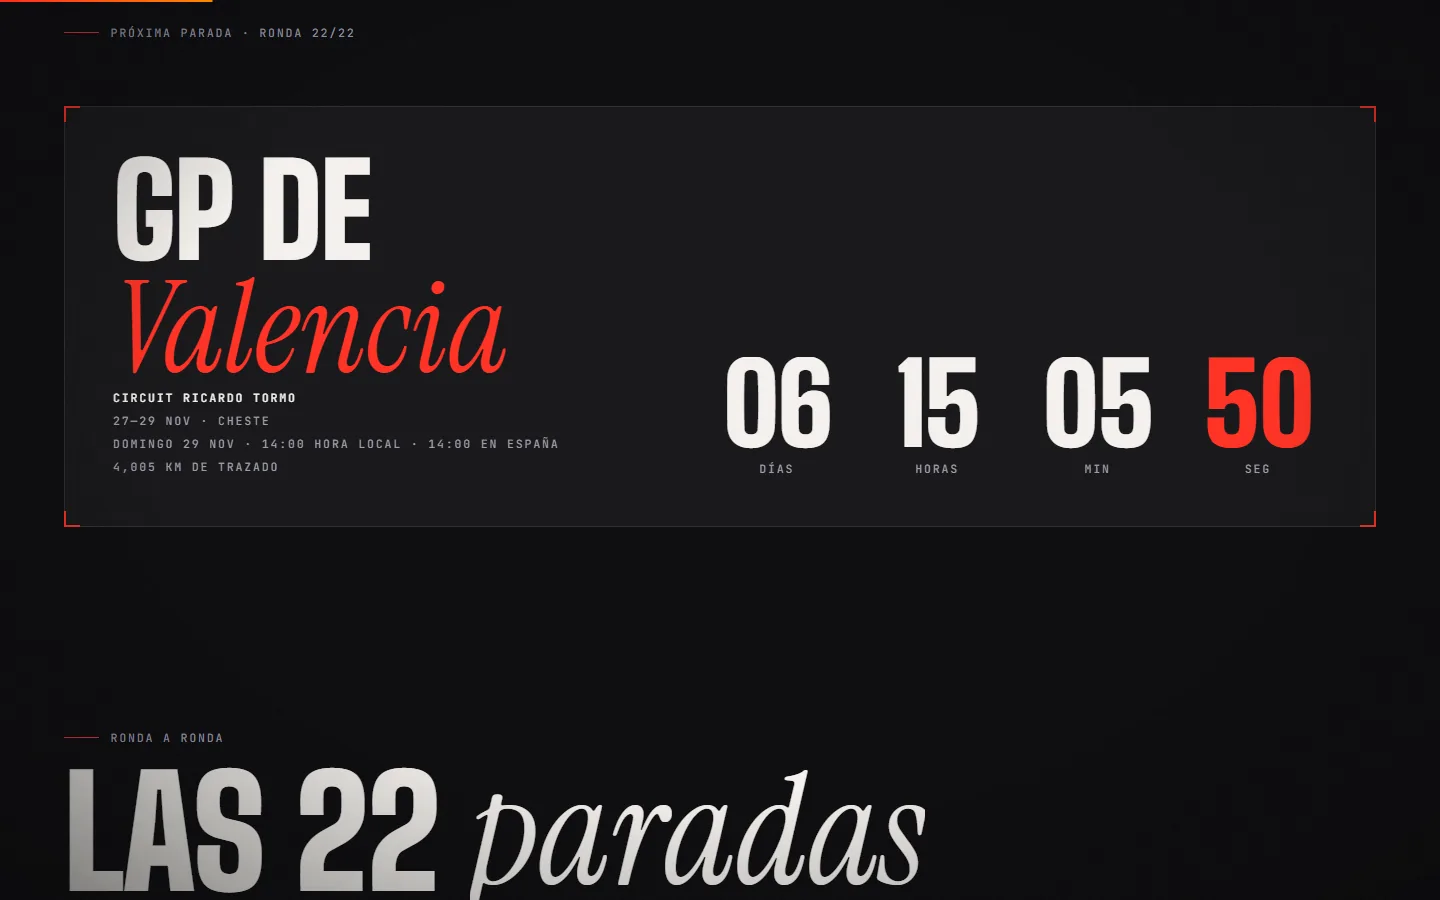 PRÓXIMA PARADA · RONDA 22/22
GP DE
Valencia
CIRCUIT RICARDO TORMO
27—29 NOV · CHESTE
DOMINGO 29 NOV · 14:00 HORA LOCAL · 14:00 EN ESPAÑA
4,005 KM DE TRAZADO
06 15 05 50
DÍAS HORAS MIN SEG
RONDA A RONDA
LAS 22 paradas